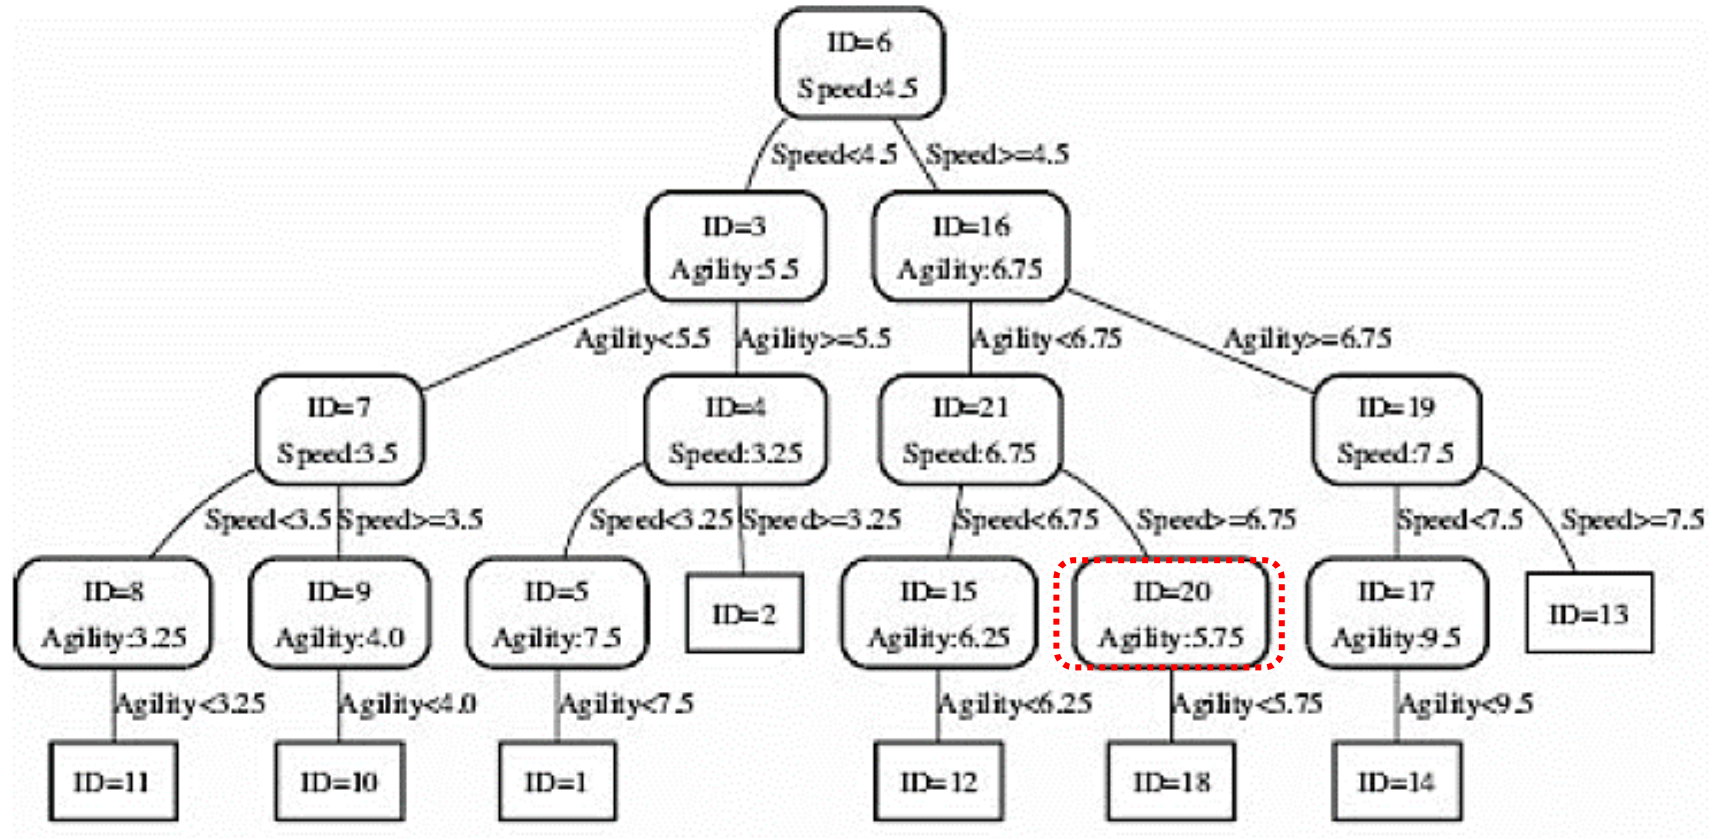 ID=6
Speed:4.5
Speed<4.5 Speed>=4.5
ID=3 ID=16
Agility:5.5 Agility:6.75
Agility<5.5 Agility>=5.5 Agility<6.75 Agility>=6.75
ID=7 ID=4 ID=21 ID=19
Speed:3.5 Speed:3.25 Speed:6.75 Speed:7.5
Speed<3.5 Speed>=3.5 Speed<3.25 Speed>=3.25 Speed<6.75 Speed>=6.75 Speed<7.5 Speed>=7.5
ID=8 ID=9 ID=5 ID=2 ID=15 ID=20 ID=17 ID=13
Agility:3.25 Agility:4.0 Agility:7.5 Agility:6.25 Agility:5.75 Agility:9.5
Agility<3.25 Agility<4.0 Agility<7.5 Agility<6.25 Agility<5.75 Agility<9.5
ID=11 ID=10 ID=1 ID=12 ID=18 ID=14